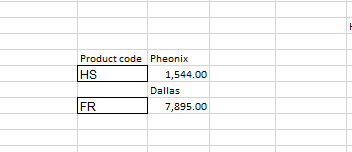 Product code Pheonix
HS 1,544.00
Dallas
FR 7,895.00